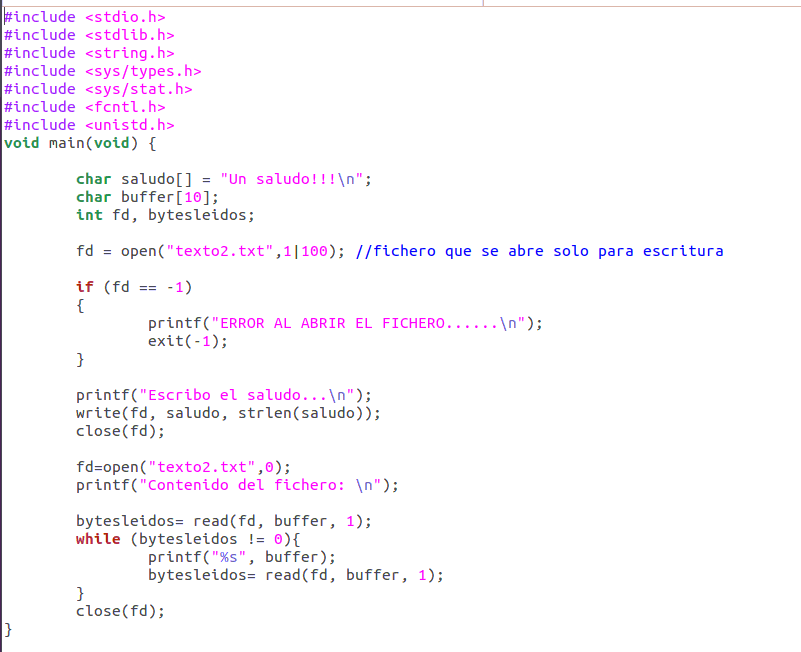 #include <stdio.h>
#include <stdlib.h>
#include <string.h>
#include <sys/types.h>
#include <sys/stat.h>
#include <fcntl.h>
#include <unistd.h>
void main(void) {

        char saludo[] = "Un saludo!!!\n";
        char buffer[10];
        int fd, bytesleidos;

        fd = open("texto2.txt",1|100); //fichero que se abre solo para escritura

        if (fd == -1)
        {
                printf("ERROR AL ABRIR EL FICHERO......\n");
                exit(-1);
        }

        printf("Escribo el saludo...\n");
        write(fd, saludo, strlen(saludo));
        close(fd);

        fd=open("texto2.txt",0);
        printf("Contenido del fichero: \n");

        bytesleidos= read(fd, buffer, 1);
        while (bytesleidos != 0){
                printf("%s", buffer);
                bytesleidos= read(fd, buffer, 1);
        }
        close(fd);
}